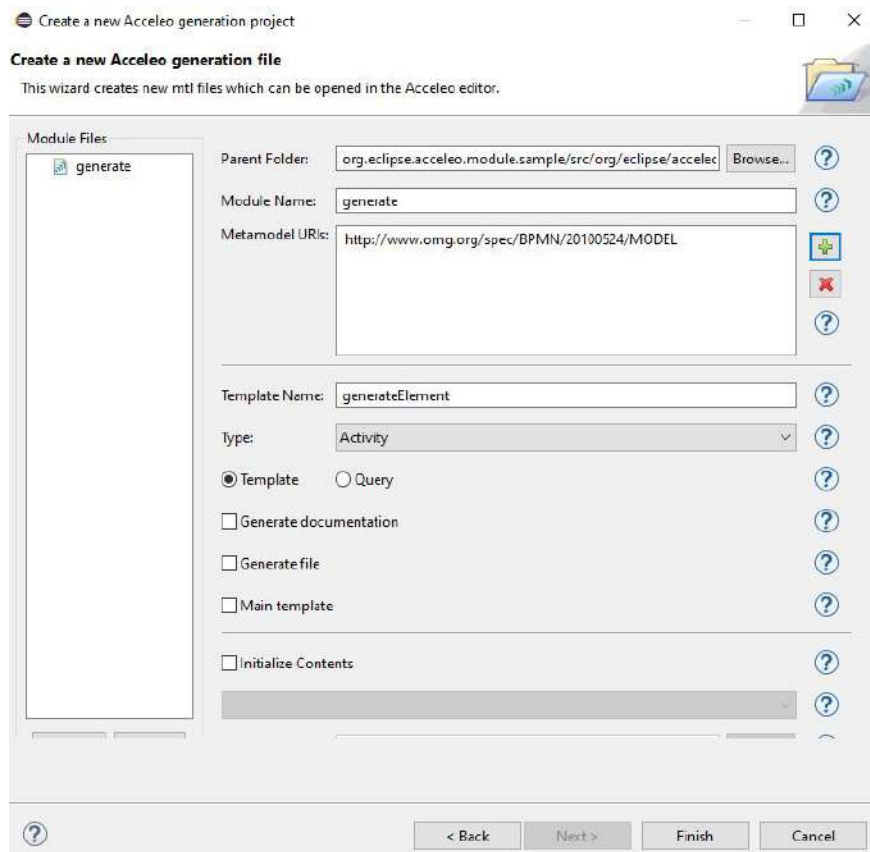 Create a new Acceleo generation project
Create a new Acceleo generation file
This wizard creates new mtl files which can be opened in the Acceleo editor.
Module Files
generate
Parent Folder: org.eclipse.acceleo.module.sample/src/org/eclipse/acceleo Browse...
Module Name: generate
Metamodel URIs: http://www.omg.org/spec/BPMN/20100524/MODEL
Template Name: generateElement
Type: Activity
Template Query
Generate documentation
Generate file
Main template
Initialize Contents
< Back Next > Finish Cancel